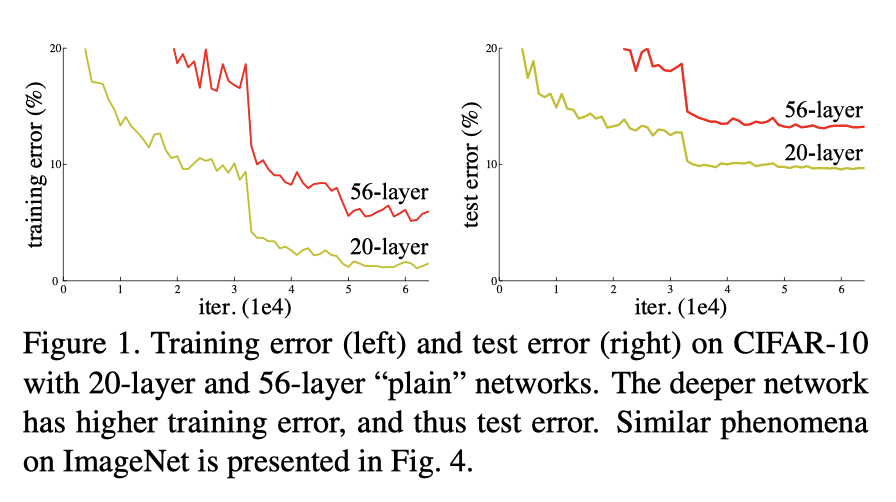 20
10
0
training error (%)
0 1 2 3 4 5 6
iter. (1e4)
56-layer
20-layer
20
10
0
test error (%)
0 1 2 3 4 5 6
iter. (1e4)
56-layer
20-layer
Figure 1. Training error (left) and test error (right) on CIFAR-10
with 20-layer and 56-layer “plain” networks. The deeper network
has higher training error, and thus test error. Similar phenomena
on ImageNet is presented in Fig. 4.